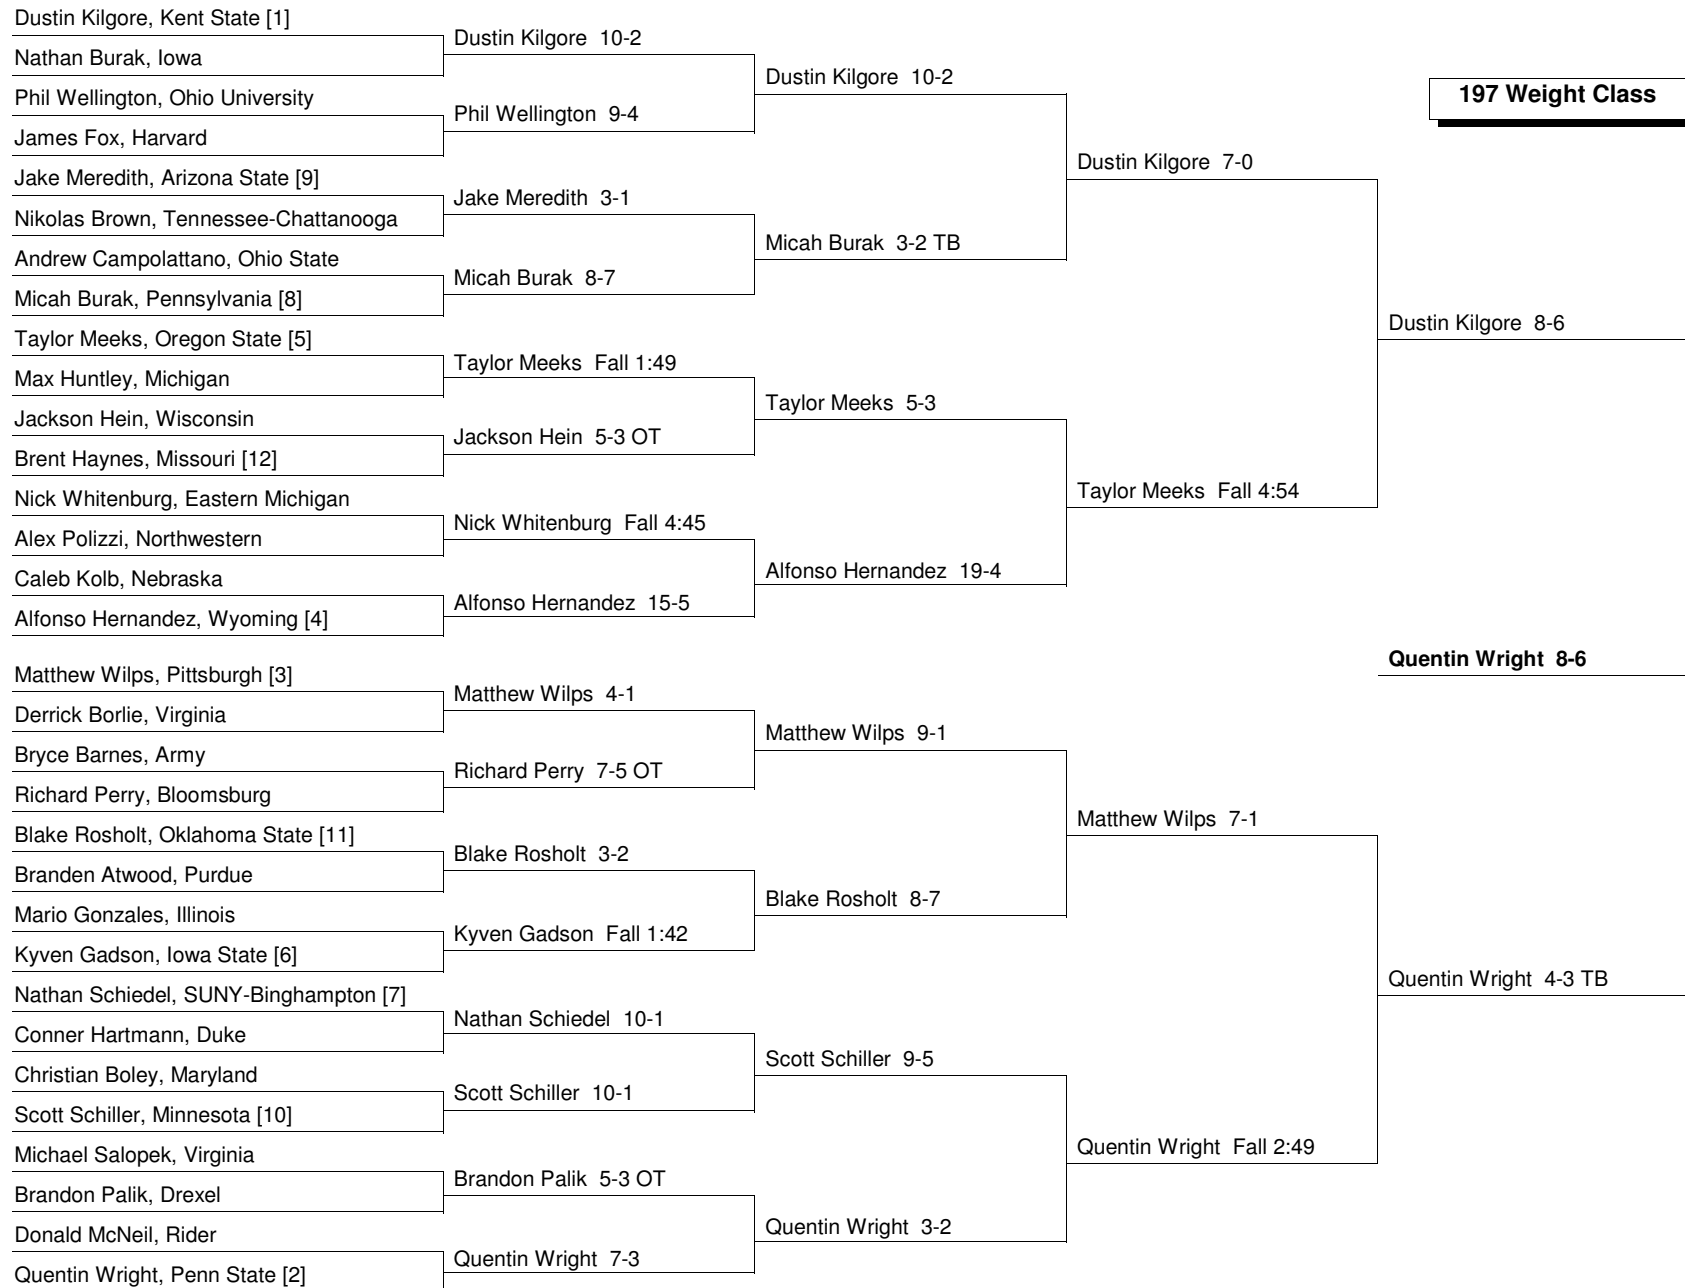 Dustin Kilgore, Kent State [1]
Nathan Burak, Iowa
Phil Wellington, Ohio University
James Fox, Harvard
Jake Meredith, Arizona State [9]
Nikolas Brown, Tennessee-Chattanooga
Andrew Campolattano, Ohio State
Micah Burak, Pennsylvania [8]
Taylor Meeks, Oregon State [5]
Max Huntley, Michigan
Jackson Hein, Wisconsin
Brent Haynes, Missouri [12]
Nick Whitenburg, Eastern Michigan
Alex Polizzi, Northwestern
Caleb Kolb, Nebraska
Alfonso Hernandez, Wyoming [4]
Matthew Wilps, Pittsburgh [3]
Derrick Borlie, Virginia
Bryce Barnes, Army
Richard Perry, Bloomsburg
Blake Rosholt, Oklahoma State [11]
Branden Atwood, Purdue
Mario Gonzales, Illinois
Kyven Gadson, Iowa State [6]
Nathan Schiedel, SUNY-Binghampton [7]
Conner Hartmann, Duke
Christian Boley, Maryland
Scott Schiller, Minnesota [10]
Michael Salopek, Virginia
Brandon Palik, Drexel
Donald McNeil, Rider
Quentin Wright, Penn State [2]
Dustin Kilgore 10-2
Phil Wellington 9-4
Jake Meredith 3-1
Micah Burak 8-7
Taylor Meeks Fall 1:49
Jackson Hein 5-3 OT
Nick Whitenburg Fall 4:45
Alfonso Hernandez 15-5
Matthew Wilps 4-1
Richard Perry 7-5 OT
Blake Rosholt 3-2
Kyven Gadson Fall 1:42
Nathan Schiedel 10-1
Scott Schiller 10-1
Brandon Palik 5-3 OT
Quentin Wright 7-3
Dustin Kilgore 10-2
Micah Burak 3-2 TB
Taylor Meeks 5-3
Alfonso Hernandez 19-4
Matthew Wilps 9-1
Blake Rosholt 8-7
Scott Schiller 9-5
Quentin Wright 3-2
Dustin Kilgore 7-0
Taylor Meeks Fall 4:54
Matthew Wilps 7-1
Quentin Wright Fall 2:49
197 Weight Class
Dustin Kilgore 8-6
Quentin Wright 8-6
Quentin Wright 4-3 TB